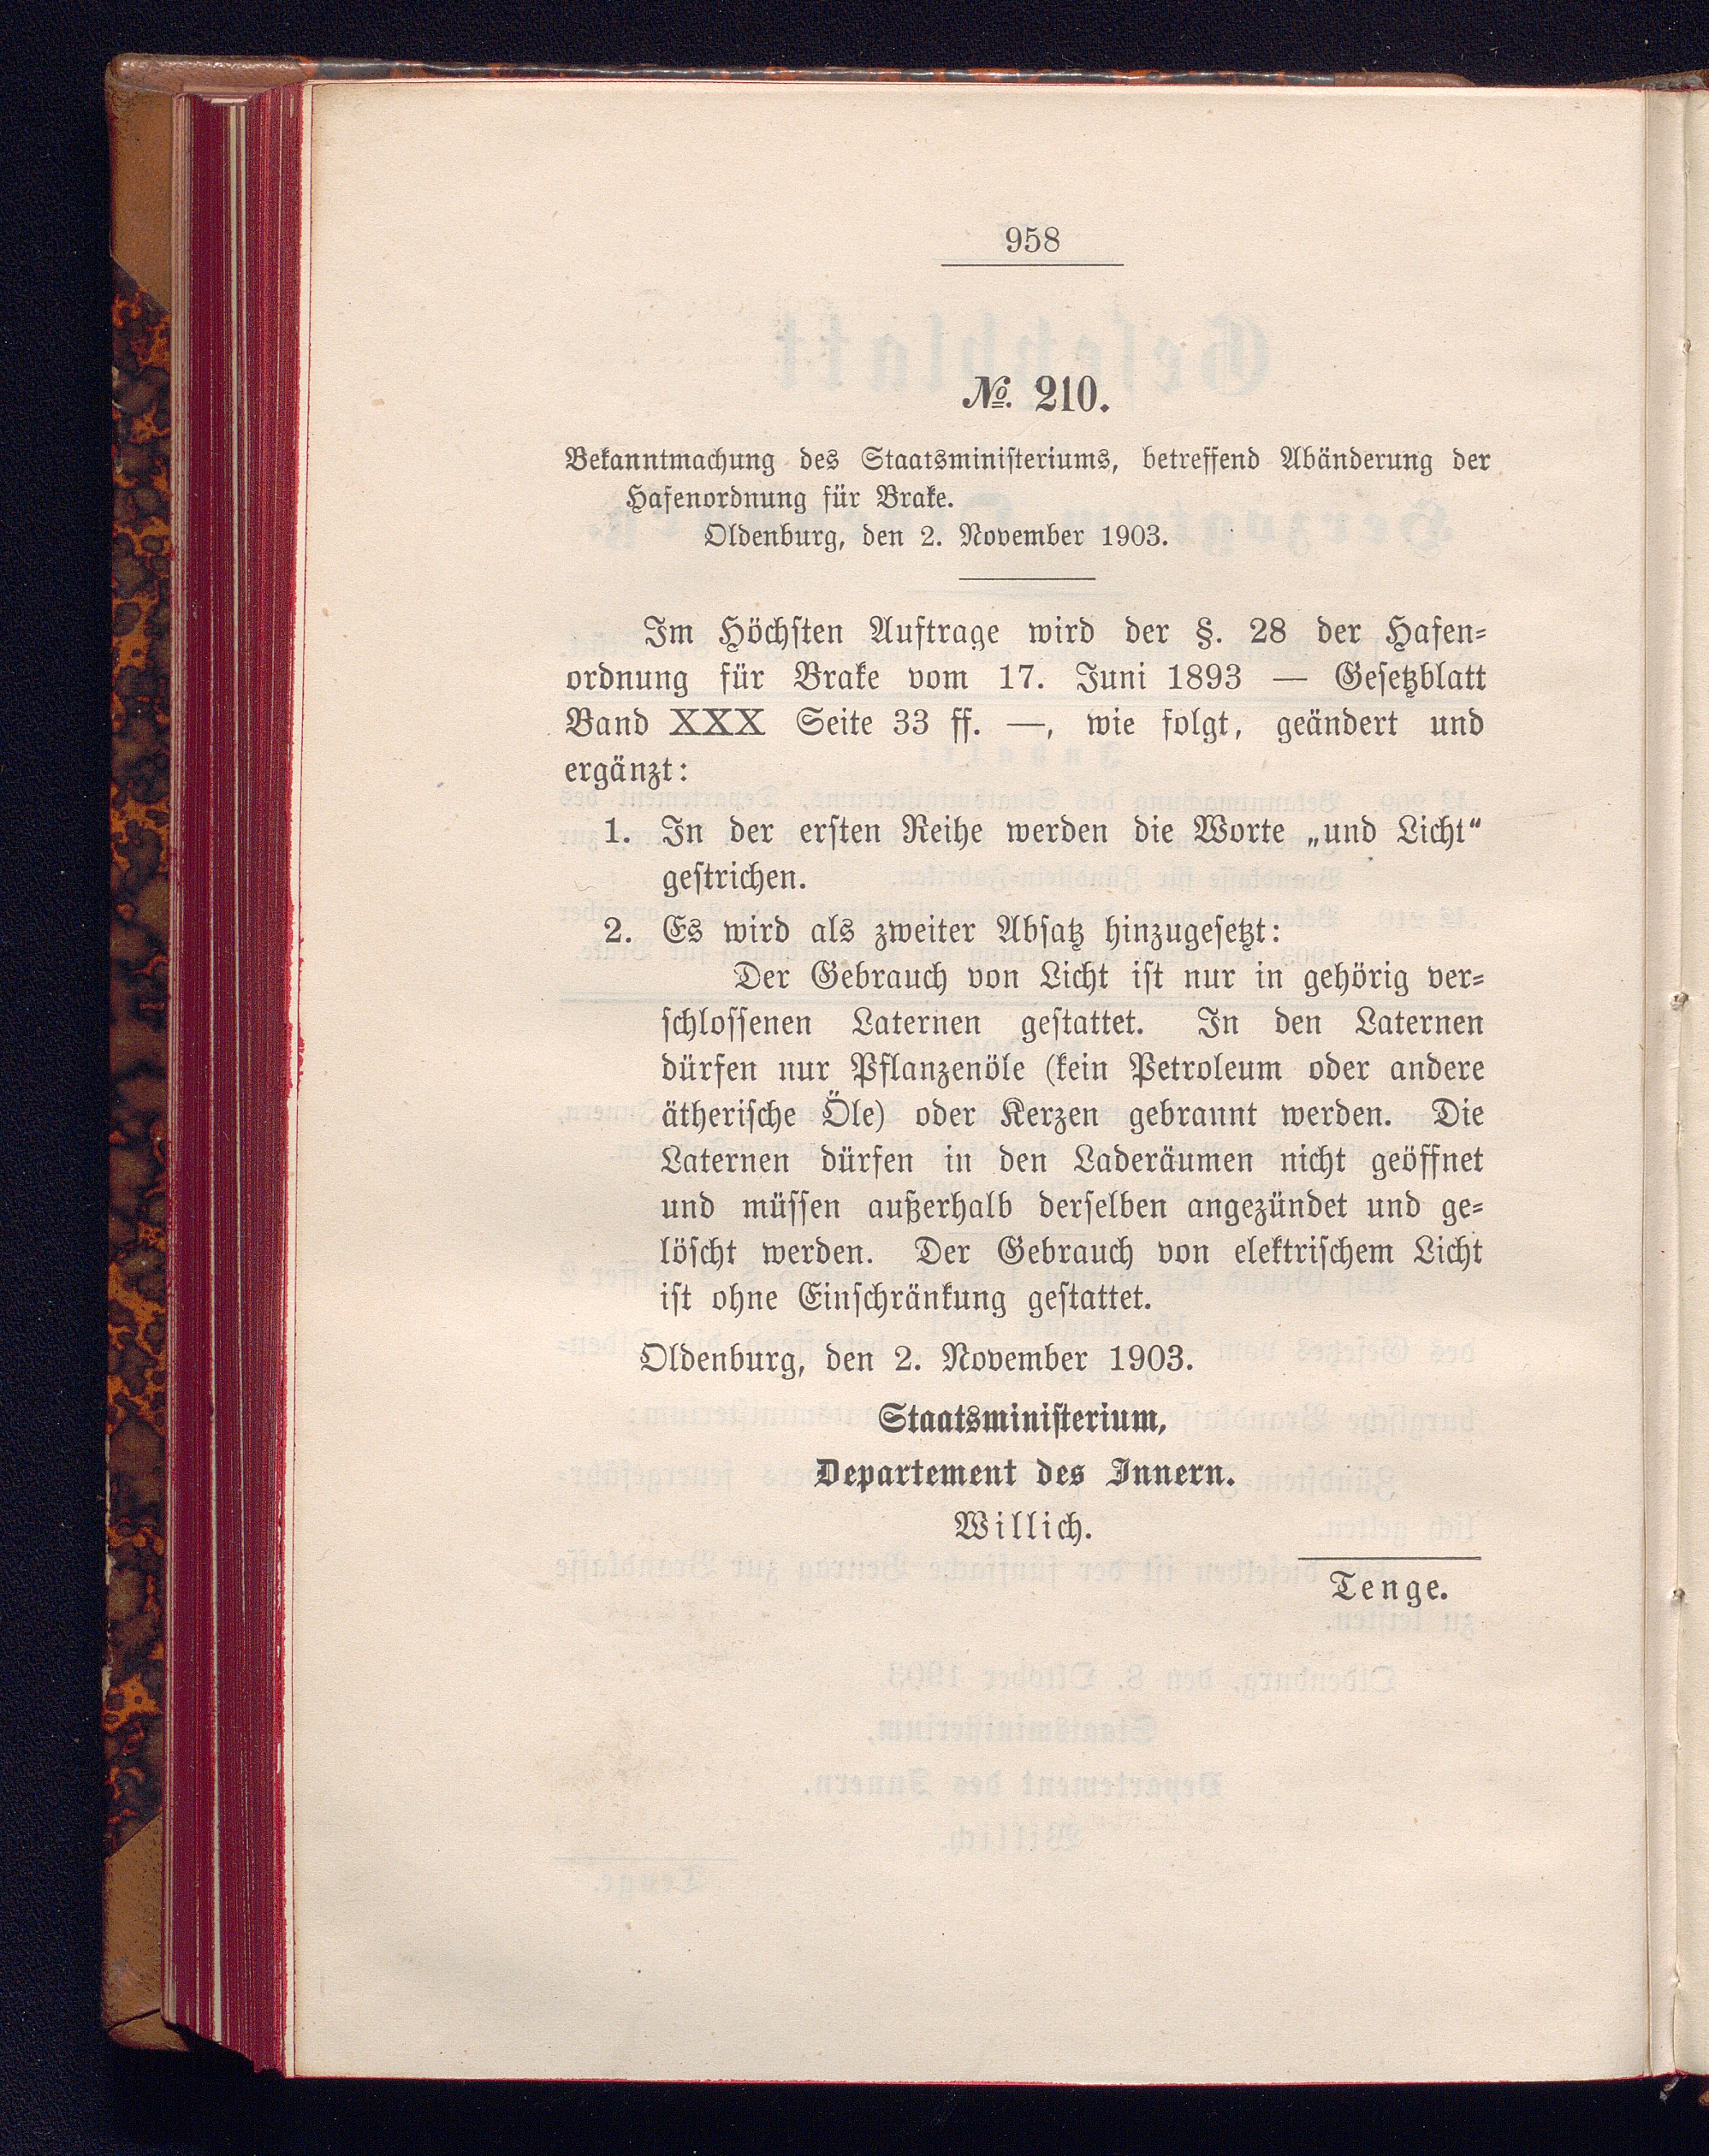 958
№. 210.
Bekanntmachung des Staatsministeriums, betreffend Abänderung der
Hafenordnung für Brake.
Oldenburg, den 2. November 1903.
Im Höchsten Auftrage wird der §. 28 der Hafen-
ordnung für Brake vom 17. Juni 1893 — Gesetzblatt
Band XXX Seite 33 ff. —, wie folgt, geändert und
ergänzt:
1. In der ersten Reihe werden die Worte „und Licht“
gestrichen.
2. Es wird als zweiter Absatz hinzugesetzt:
Der Gebrauch von Licht ist nur in gehörig ver-
schlossenen Laternen gestattet. In den Laternen
dürfen nur Pflanzenöle (kein Petroleum oder andere
ätherische Öle) oder Kerzen gebrannt werden. Die
Laternen dürfen in den Laderäumen nicht geöffnet
und müssen außerhalb derselben angezündet und ge-
löscht werden. Der Gebrauch von elektrischem Licht
ist ohne Einschränkung gestattet.
Oldenburg, den 2. November 1903.
Staatsministerium,
Departement des Innern.
Willich.
Tenge.